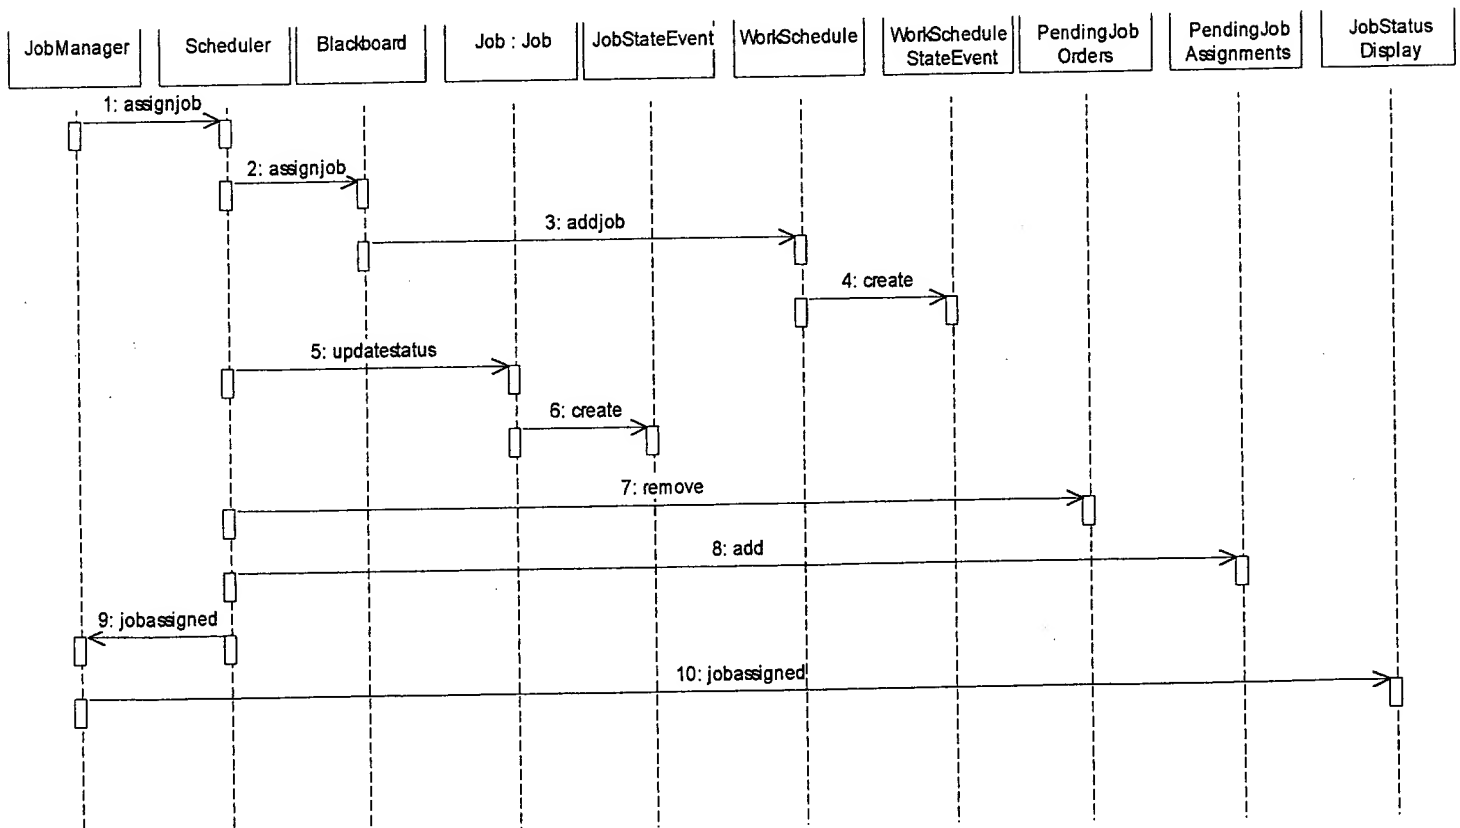 JobManager
Scheduler
Blackboard
Job : Job
JobStateEvent
WorkSchedule
WorkSchedule
StateEvent
PendingJob
Orders
PendingJob
Assignments
JobStatus
Display
1: assignjob
2: assignjob
3: addjob
4: create
5: updatestatus
6: create
7: remove
8: add
9: jobassigned
10: jobassigned